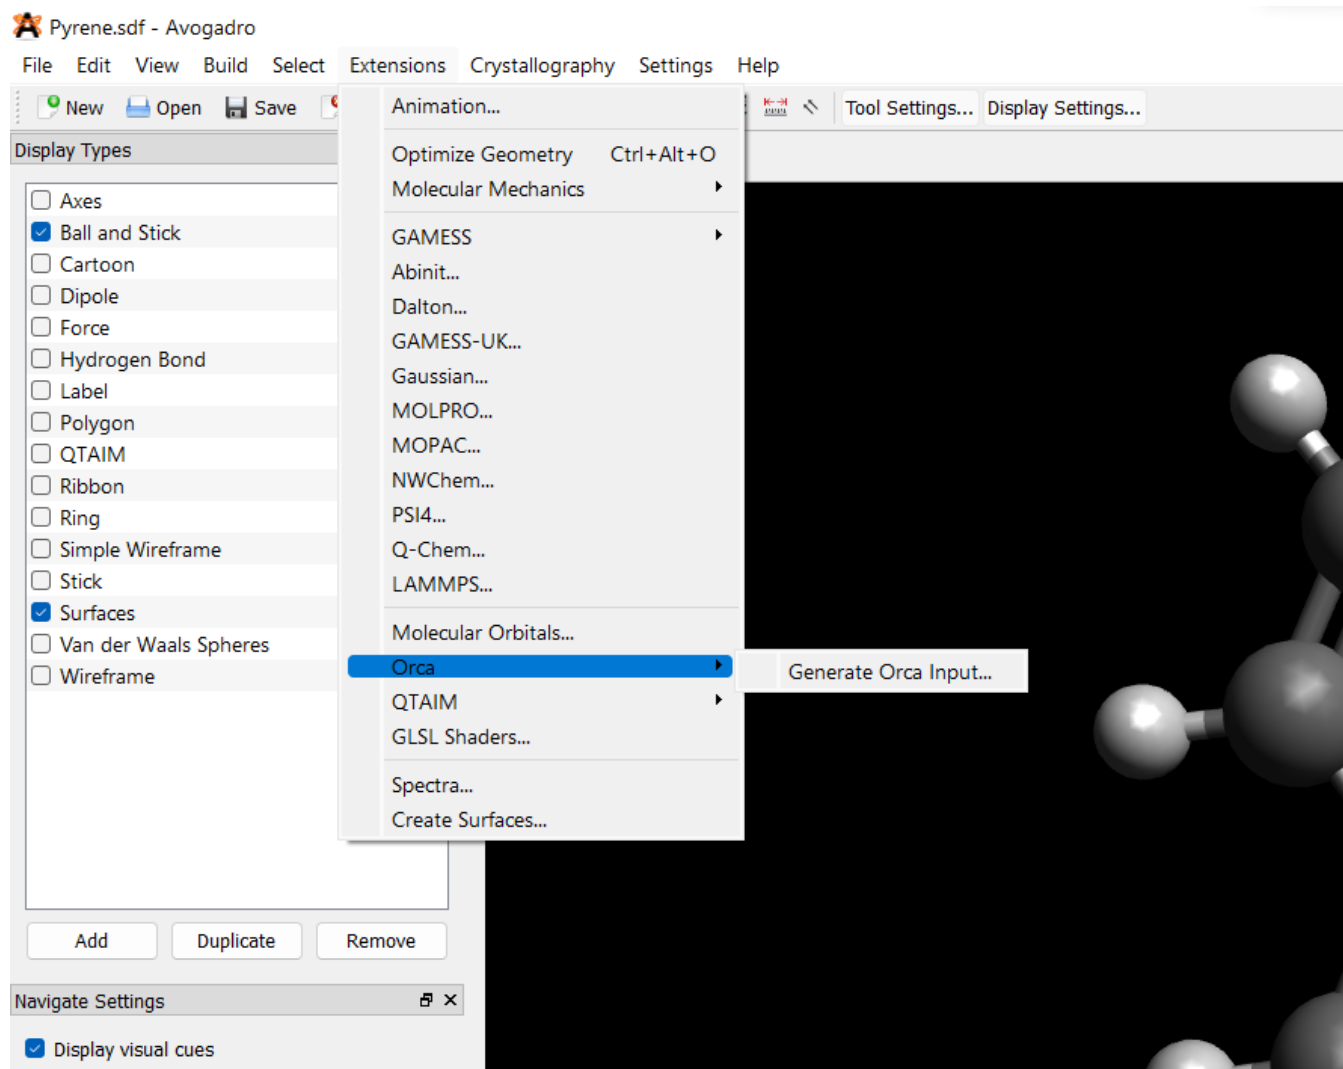 Pyrene.sdf - Avogadro
File Edit View Build Select Extensions Crystallography Settings Help
New Open Save Tool Settings... Display Settings...
Display Types
Axes
Ball and Stick
Cartoon
Dipole
Force
Hydrogen Bond
Label
Polygon
QTAIM
Ribbon
Ring
Simple Wireframe
Stick
Surfaces
Van der Waals Spheres
Wireframe
Add Duplicate Remove
Navigate Settings
Display visual cues
Animation...
Optimize Geometry Ctrl+Alt+O
Molecular Mechanics
GAMESS
Abinit...
Dalton...
GAMESS-UK...
Gaussian...
MOLPRO...
MOPAC...
NWChem...
PSI4...
Q-Chem...
LAMMPS...
Molecular Orbitals...
Orca
QTAIM
GLSL Shaders...
Spectra...
Create Surfaces...
Generate Orca Input...